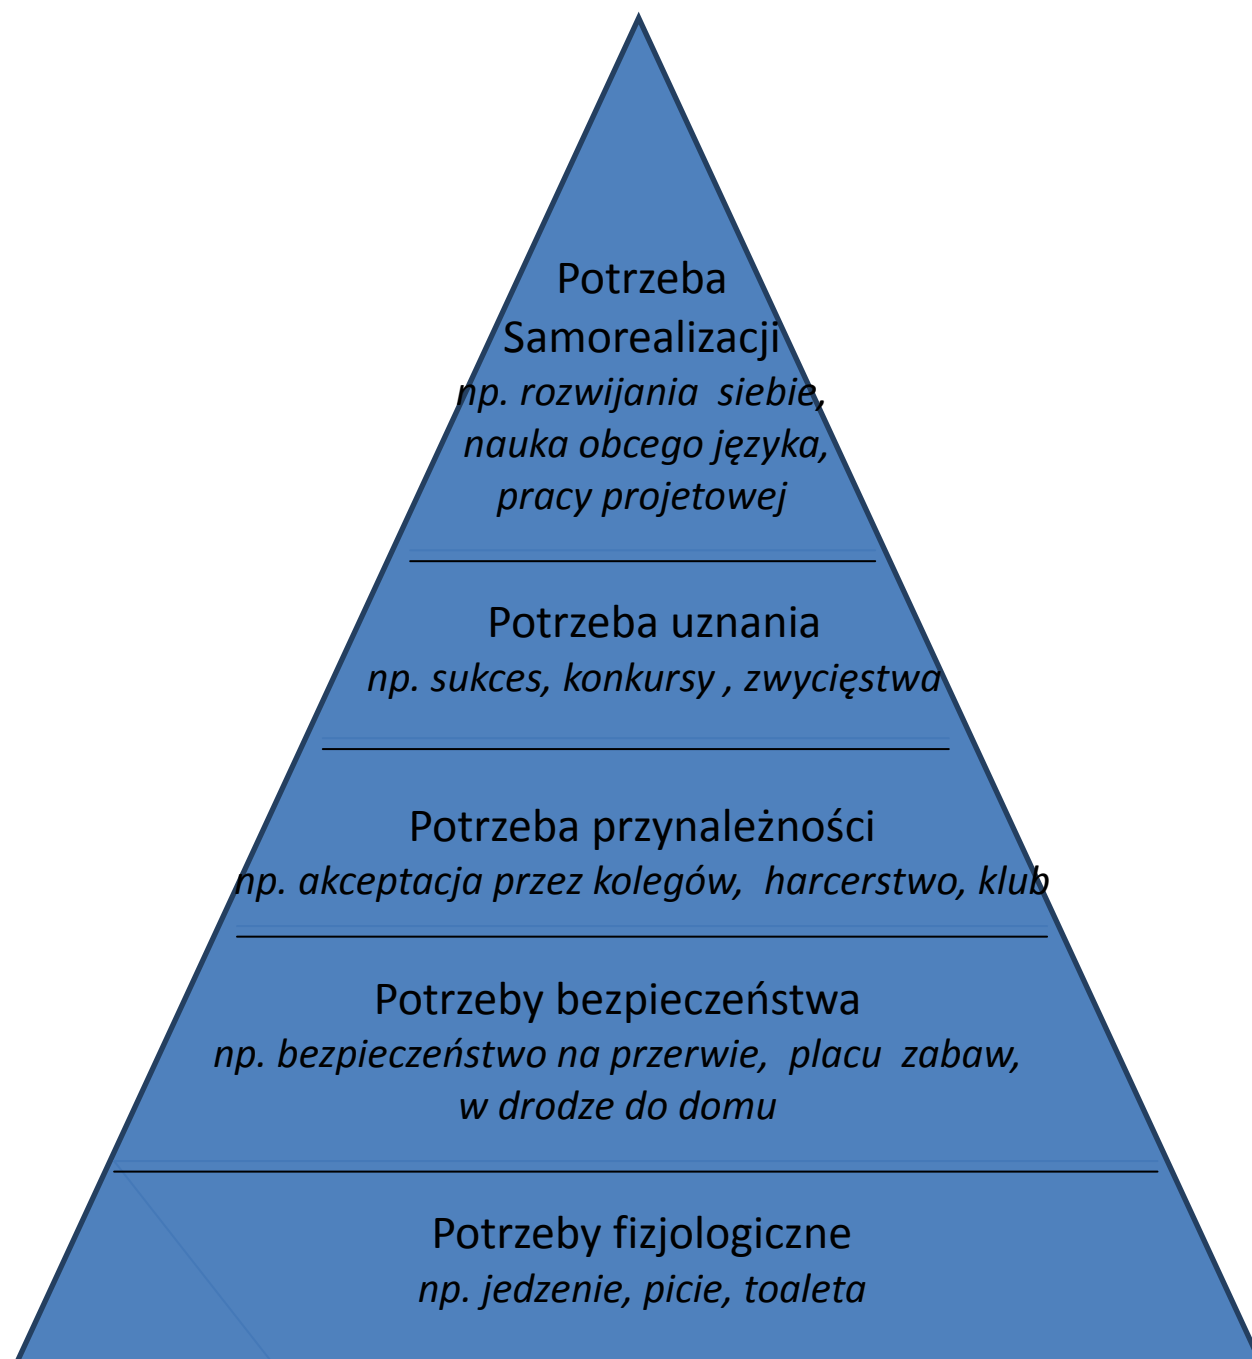 Potrzeba
Samorealizacji
np. rozwijania siebie,
nauka obcego języka,
pracy projetowej
Potrzeba uznania
np. sukces, konkursy , zwycięstwa
Potrzeba przynależności
np. akceptacja przez kolegów, harcerstwo, klub
Potrzeby bezpieczeństwa
np. bezpieczeństwo na przerwie, placu zabaw,
w drodze do domu
Potrzeby fizjologiczne
np. jedzenie, picie, toaleta